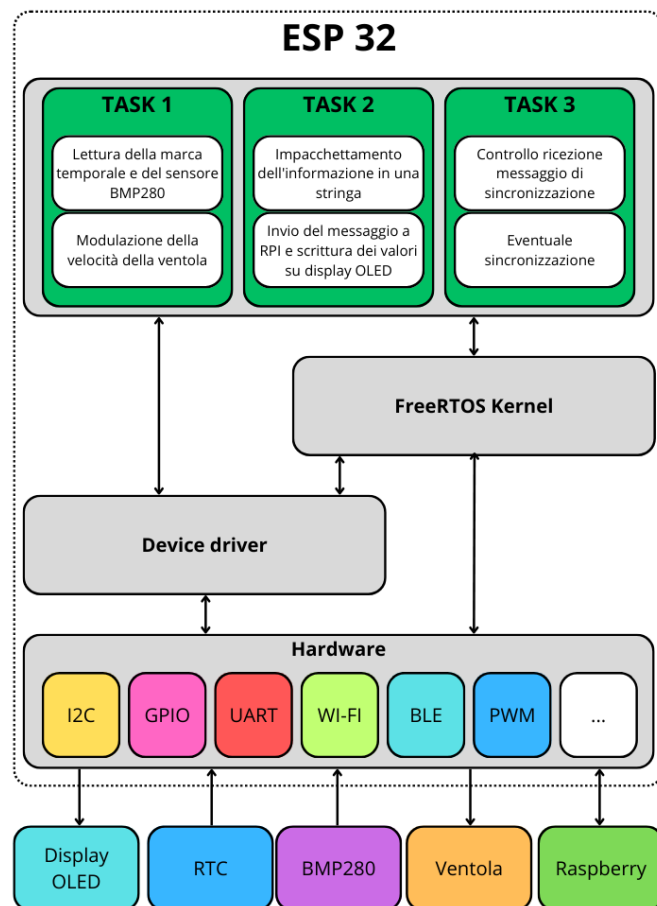 ESP 32
TASK 1
Lettura della marca
temporale e del sensore
BMP280
Modulazione della
velocità della ventola
TASK 2
Impacchettamento
dell'informazione in una
stringa
Invio del messaggio a
RPI e scrittura dei valori
su display OLED
TASK 3
Controllo ricezione
messaggio di
sincronizzazione
Eventuale
sincronizzazione
FreeRTOS Kernel
Device driver
Hardware
I2C
GPIO
UART
WI-FI
BLE
PWM
...
Display
OLED
RTC
BMP280
Ventola
Raspberry